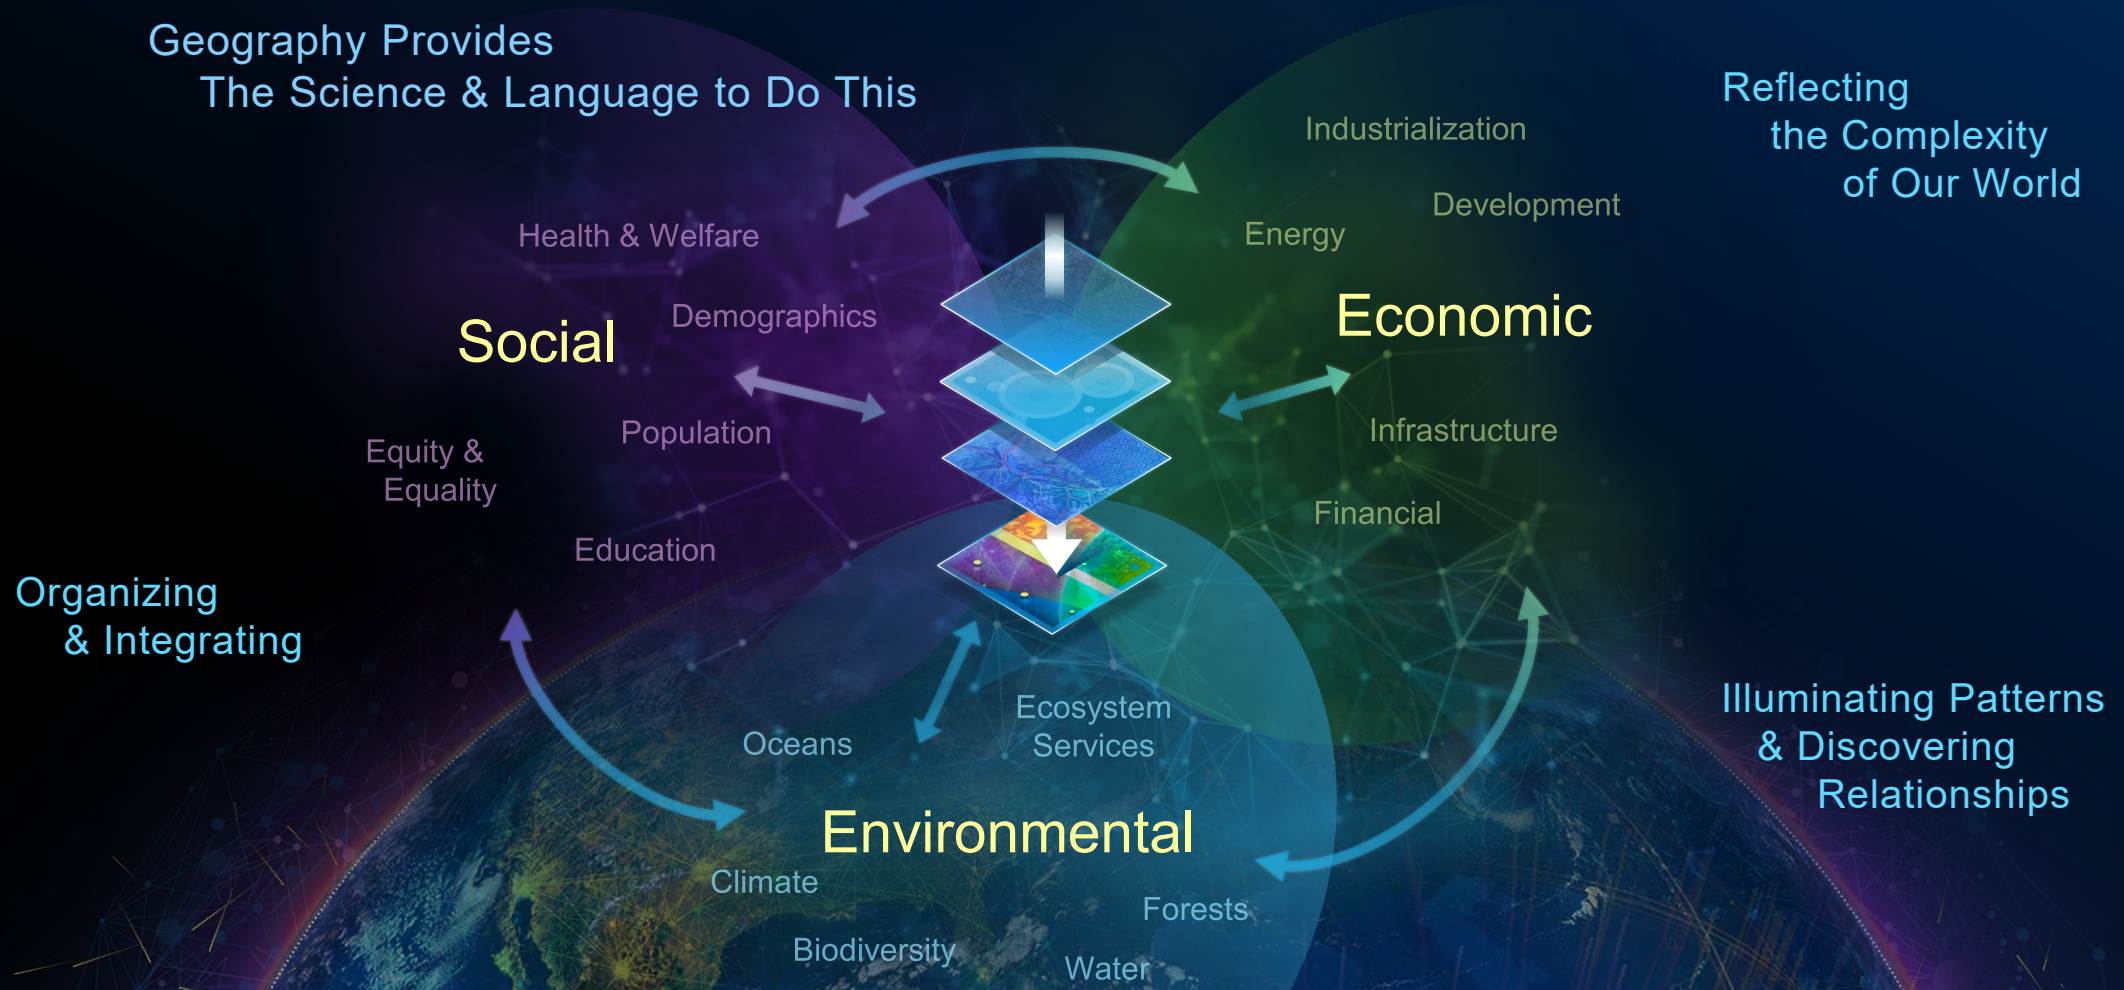 Geography Provides
The Science & Language to Do This
Reflecting
the Complexity
of Our World
Industrialization
Development
Energy
Health & Welfare
Demographics
Social
Economic
Population
Equity &
Equality
Infrastructure
Financial
Education
Organizing
& Integrating
Illuminating Patterns
& Discovering
Relationships
Ecosystem
Services
Oceans
Environmental
Climate
Forests
Biodiversity
Water